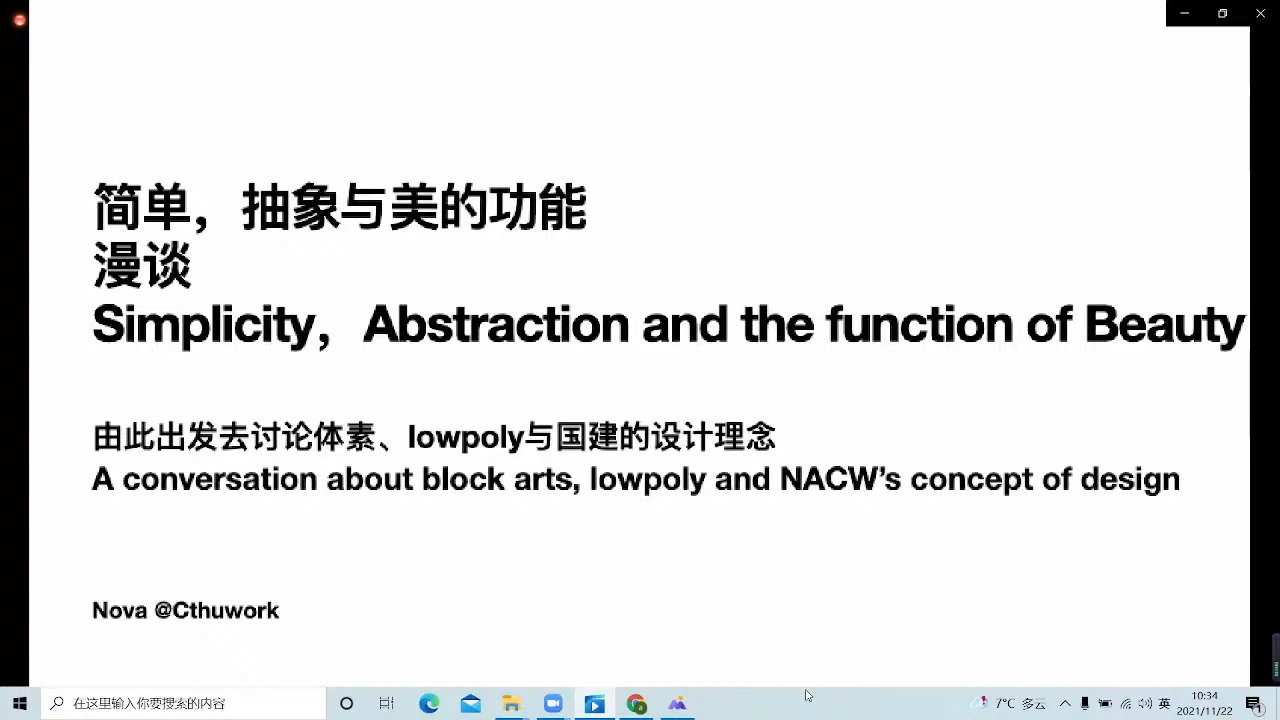 简单，抽象与美的功能
漫谈
Simplicity，Abstraction and the function of Beauty
由此出发去讨论体素、lowpoly与国建的设计理念
A conversation about block arts, lowpoly and NACW’s concept of design
Nova @Cthuwork
在这里输入你要搜索的内容
7°C 多云
英
10:34
2021/11/22
1